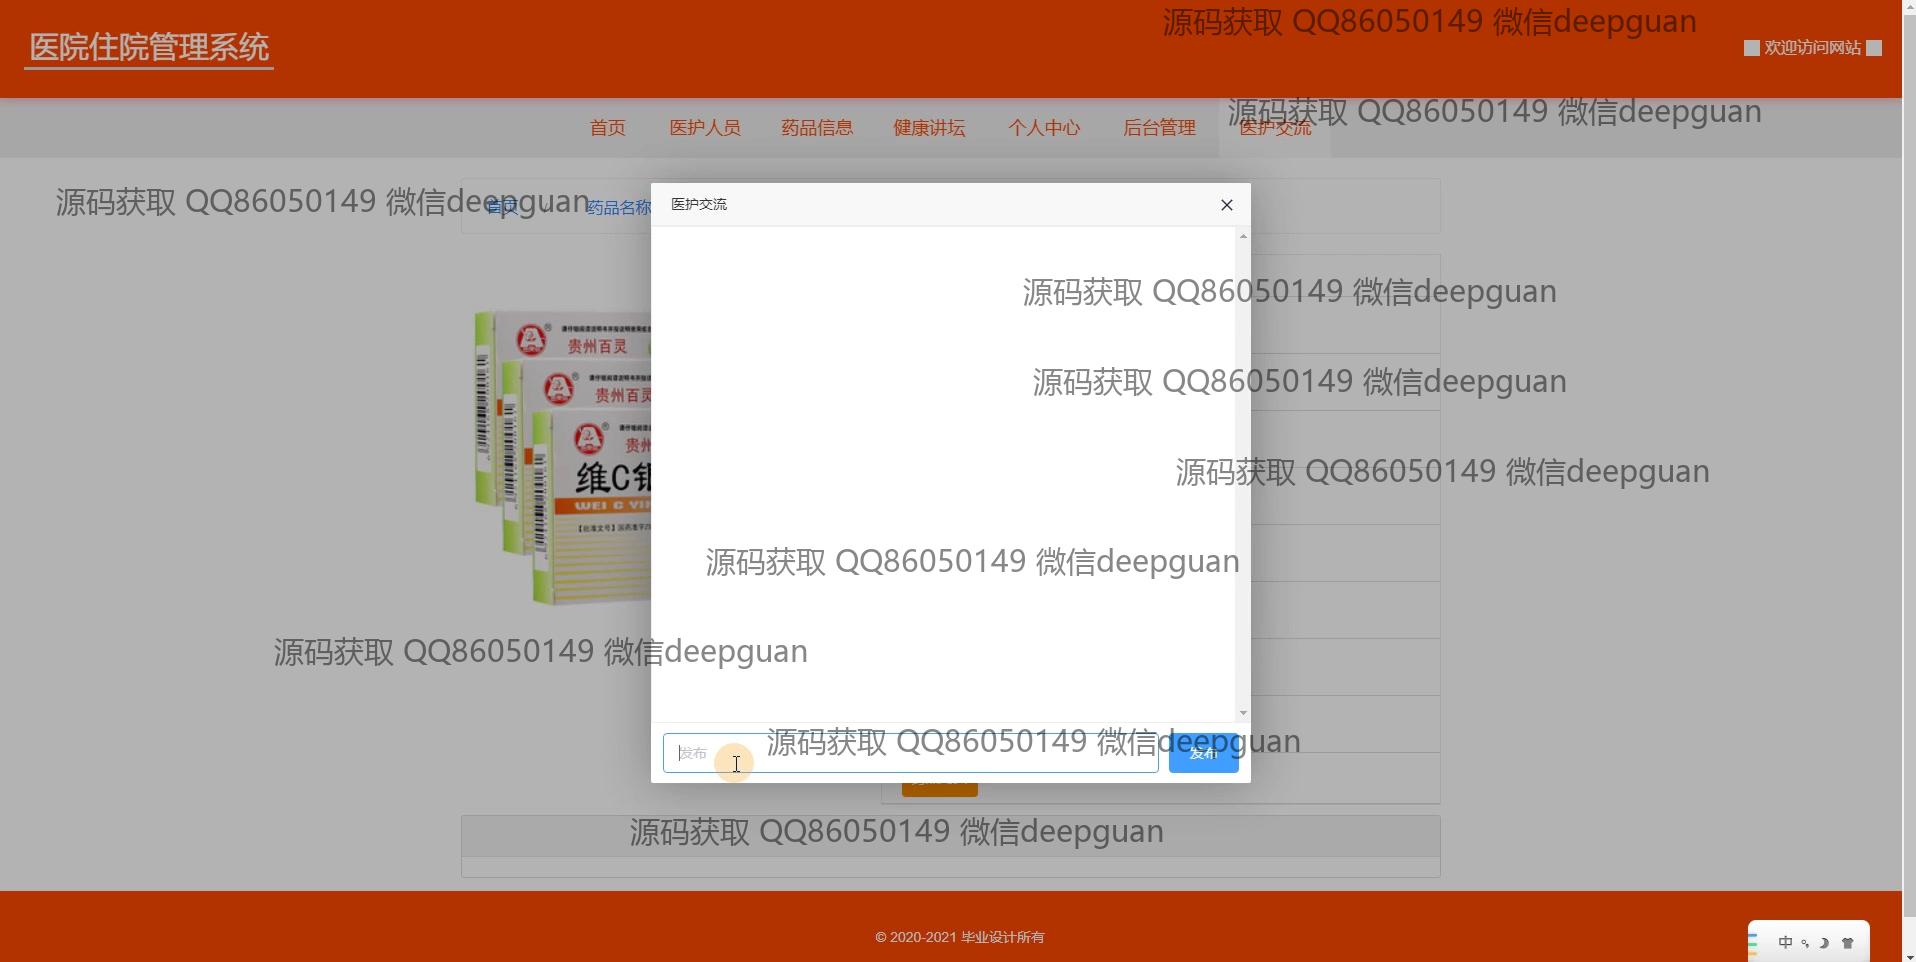 源码获取 QQ86050149 微信deepguan
医院住院管理系统
欢迎访问网站
源码获取 QQ86050149 微信deepguan
首页 医护人员 药品信息 健康讲坛 个人中心 后台管理 医护交流
源码获取 QQ86050149 微信deepguan
首页 药品名称
医护交流
源码获取 QQ86050149 微信deepguan
贵州百灵
贵州百灵
源码获取 QQ86050149 微信deepguan
贵州
维C银
源码获取 QQ86050149 微信deepguan
WEI C YIN
源码获取 QQ86050149 微信deepguan
源码获取 QQ86050149 微信deepguan
源码获取 QQ86050149 微信deepguan
发布 发布
源码获取 QQ86050149 微信deepguan
© 2020-2021 毕业设计所有
中